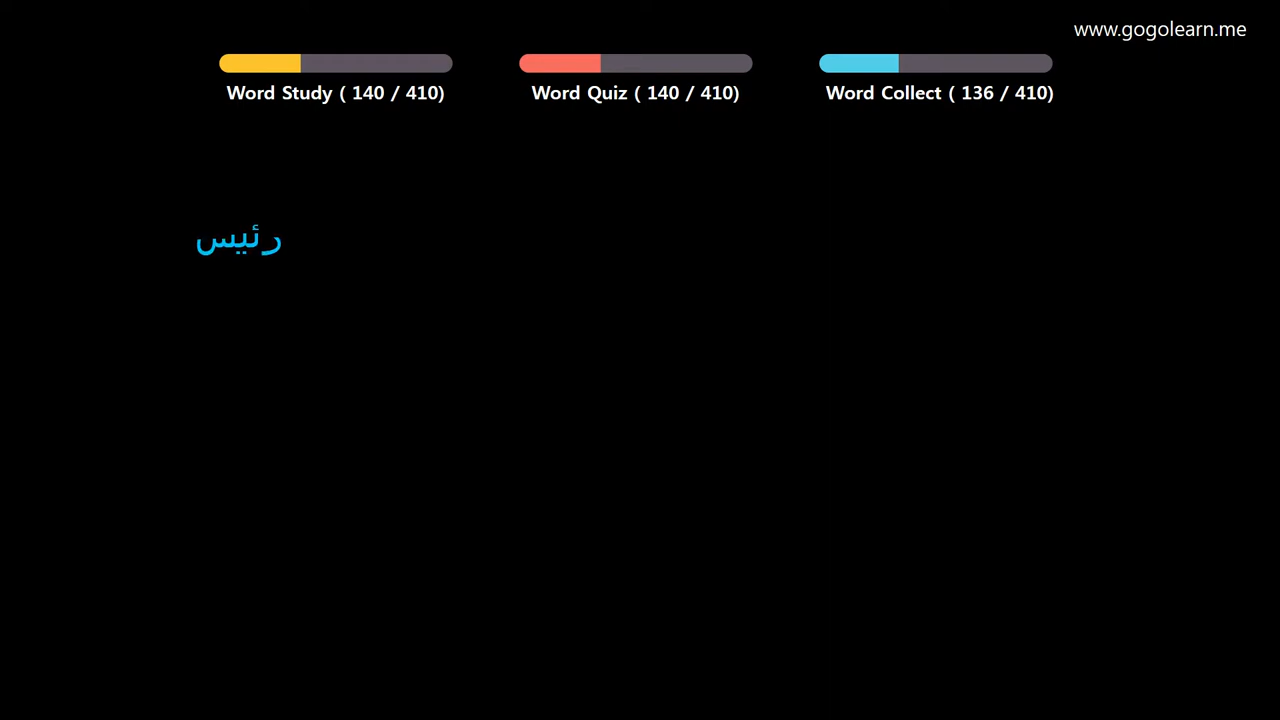 www.gogolearn.me
Word Study ( 140 / 410)
Word Quiz ( 140 / 410)
Word Collect ( 136 / 410)
رئيس